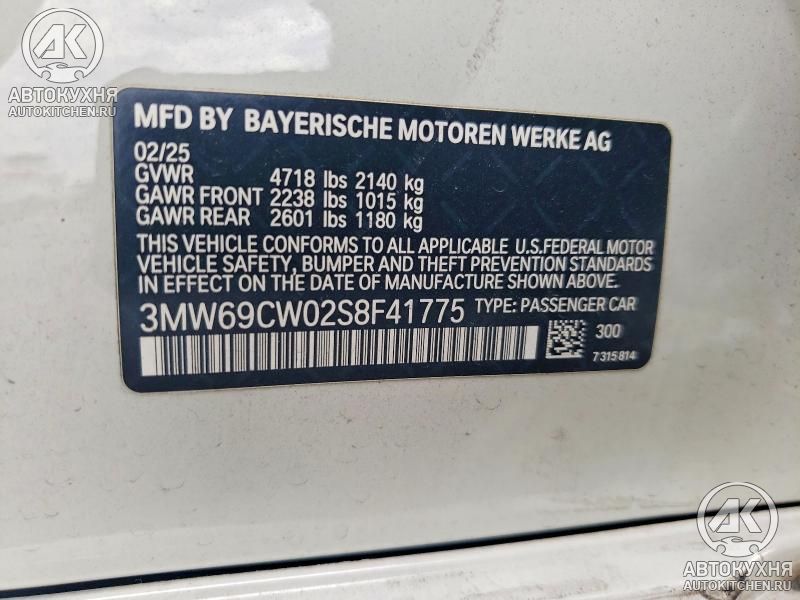 АК
АВТОКУХНЯ
AUTOKITCHEN.RU
MFD BY BAYERISCHE MOTOREN WERKE AG
02/25
GVWR 4718 lbs 2140 kg
GAWR FRONT 2238 lbs 1015 kg
GAWR REAR 2601 lbs 1180 kg
THIS VEHICLE CONFORMS TO ALL APPLICABLE U.S.FEDERAL MOTOR
VEHICLE SAFETY, BUMPER AND THEFT PREVENTION STANDARDS
IN EFFECT ON THE DATE OF MANUFACTURE SHOWN ABOVE.
3MW69CW02S8F41775 TYPE: PASSENGER CAR
300
7315814
АК
АВТОКУХНЯ
AUTOKITCHEN.RU